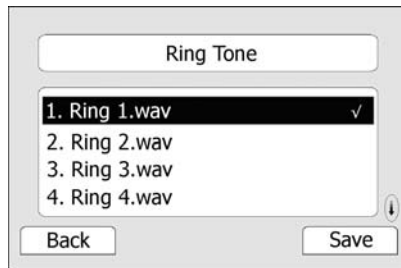 Ring Tone
1. Ring 1.wav √
2. Ring 2.wav
3. Ring 3.wav
4. Ring 4.wav
Back Save